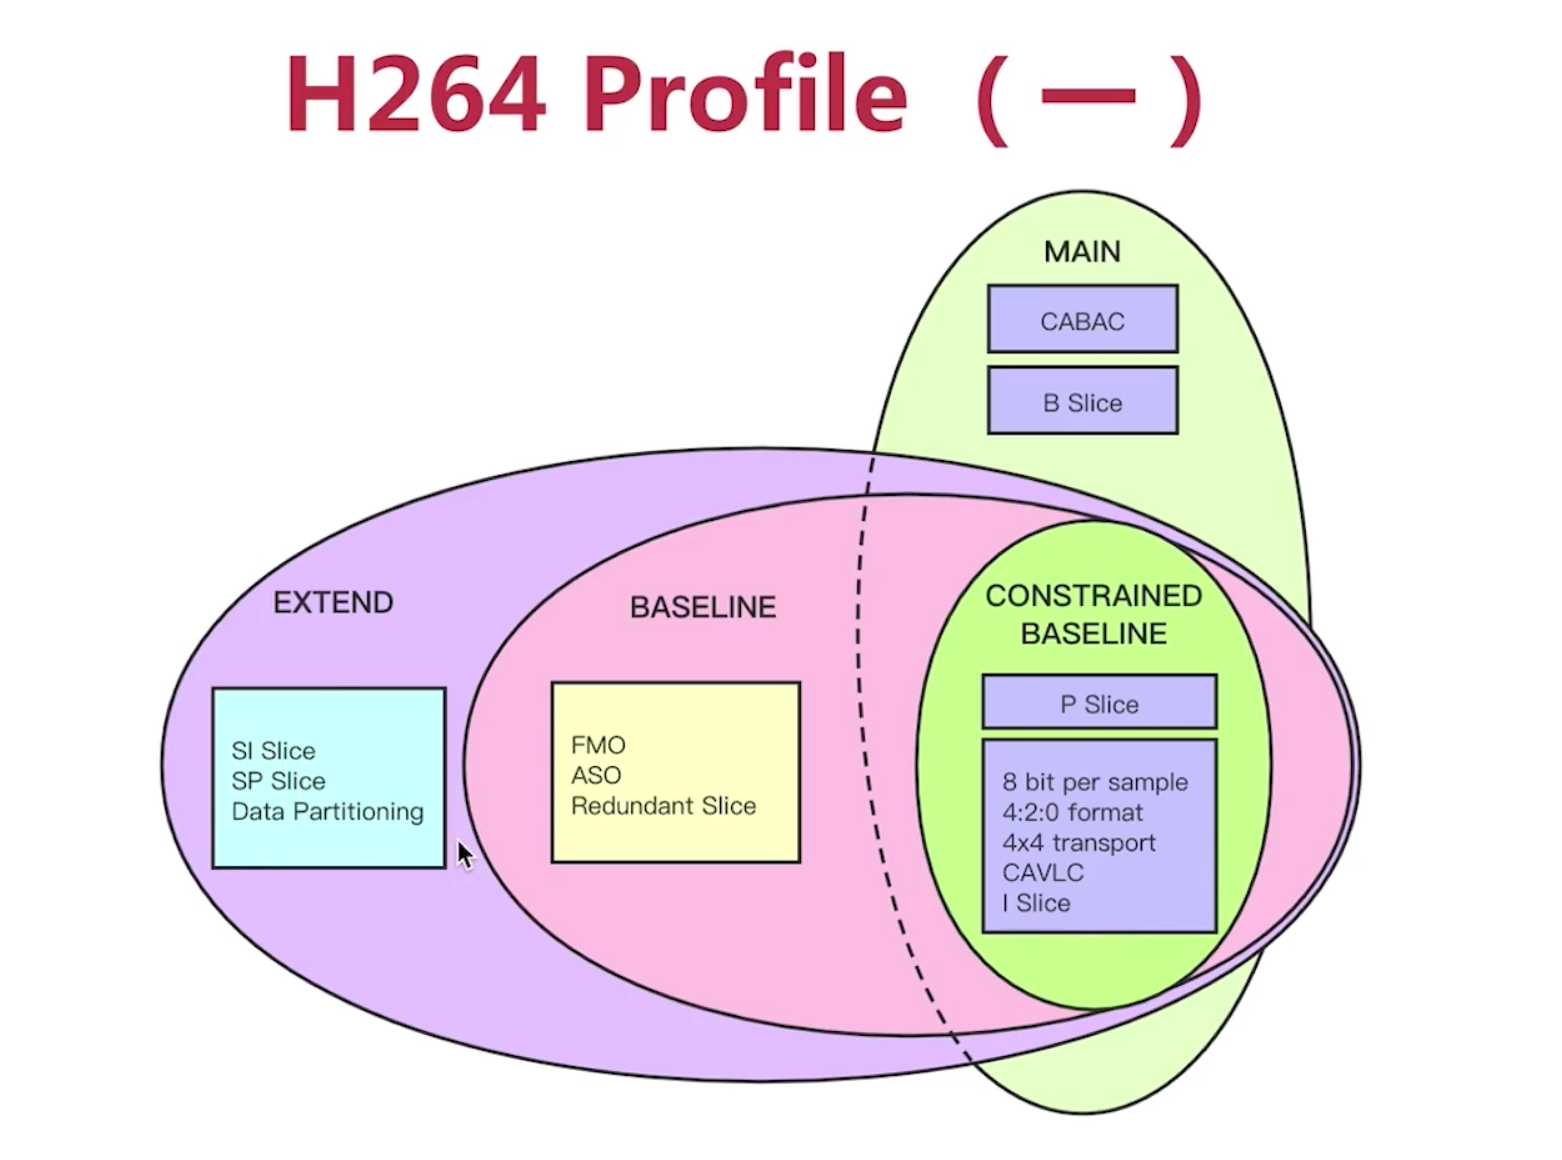 H264 Profile（一）
MAIN
CABAC
B Slice
EXTEND
SI Slice
SP Slice
Data Partitioning
BASELINE
FMO
ASO
Redundant Slice
CONSTRAINED
BASELINE
P Slice
8 bit per sample
4:2:0 format
4x4 transport
CAVLC
I Slice